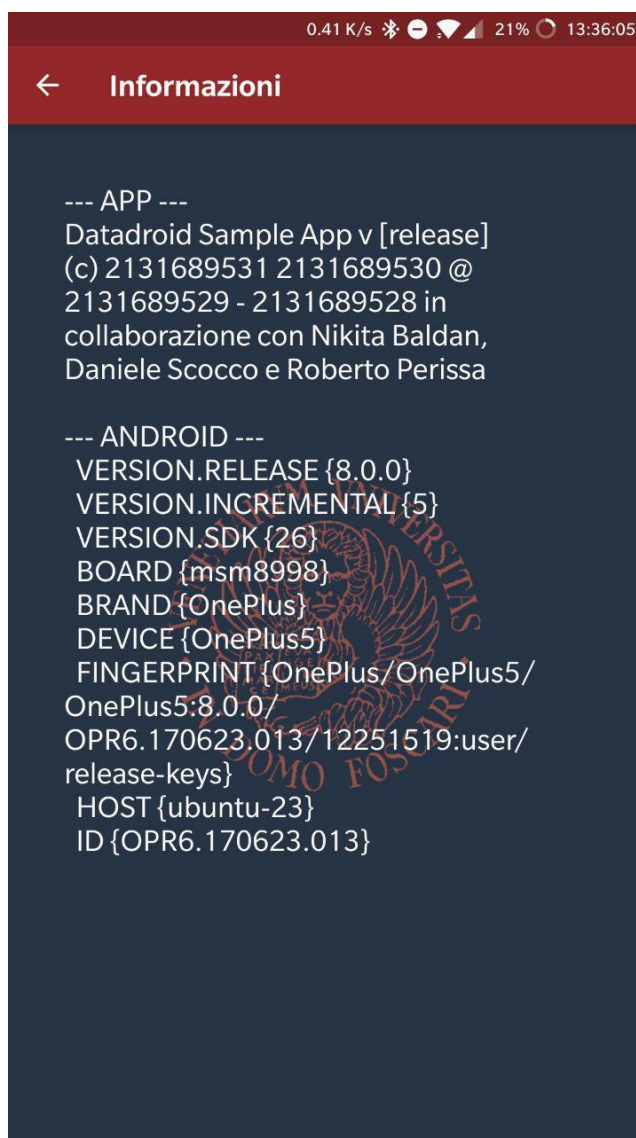 0.41 K/s 21% 13:36:05
Informazioni
--- APP ---
Datadroid Sample App v [release]
(c) 2131689531 2131689530 @
2131689529 - 2131689528 in
collaborazione con Nikita Baldan,
Daniele Scocco e Roberto Perissa
--- ANDROID ---
VERSION.RELEASE {8.0.0}
VERSION.INCREMENTAL {5}
VERSION.SDK {26}
BOARD {msm8998}
BRAND {OnePlus}
DEVICE {OnePlus5}
FINGERPRINT {OnePlus/OnePlus5/
OnePlus5:8.0.0/
OPR6.170623.013/12251519:user/
release-keys}
HOST {ubuntu-23}
ID {OPR6.170623.013}
DOMO FOSCARI